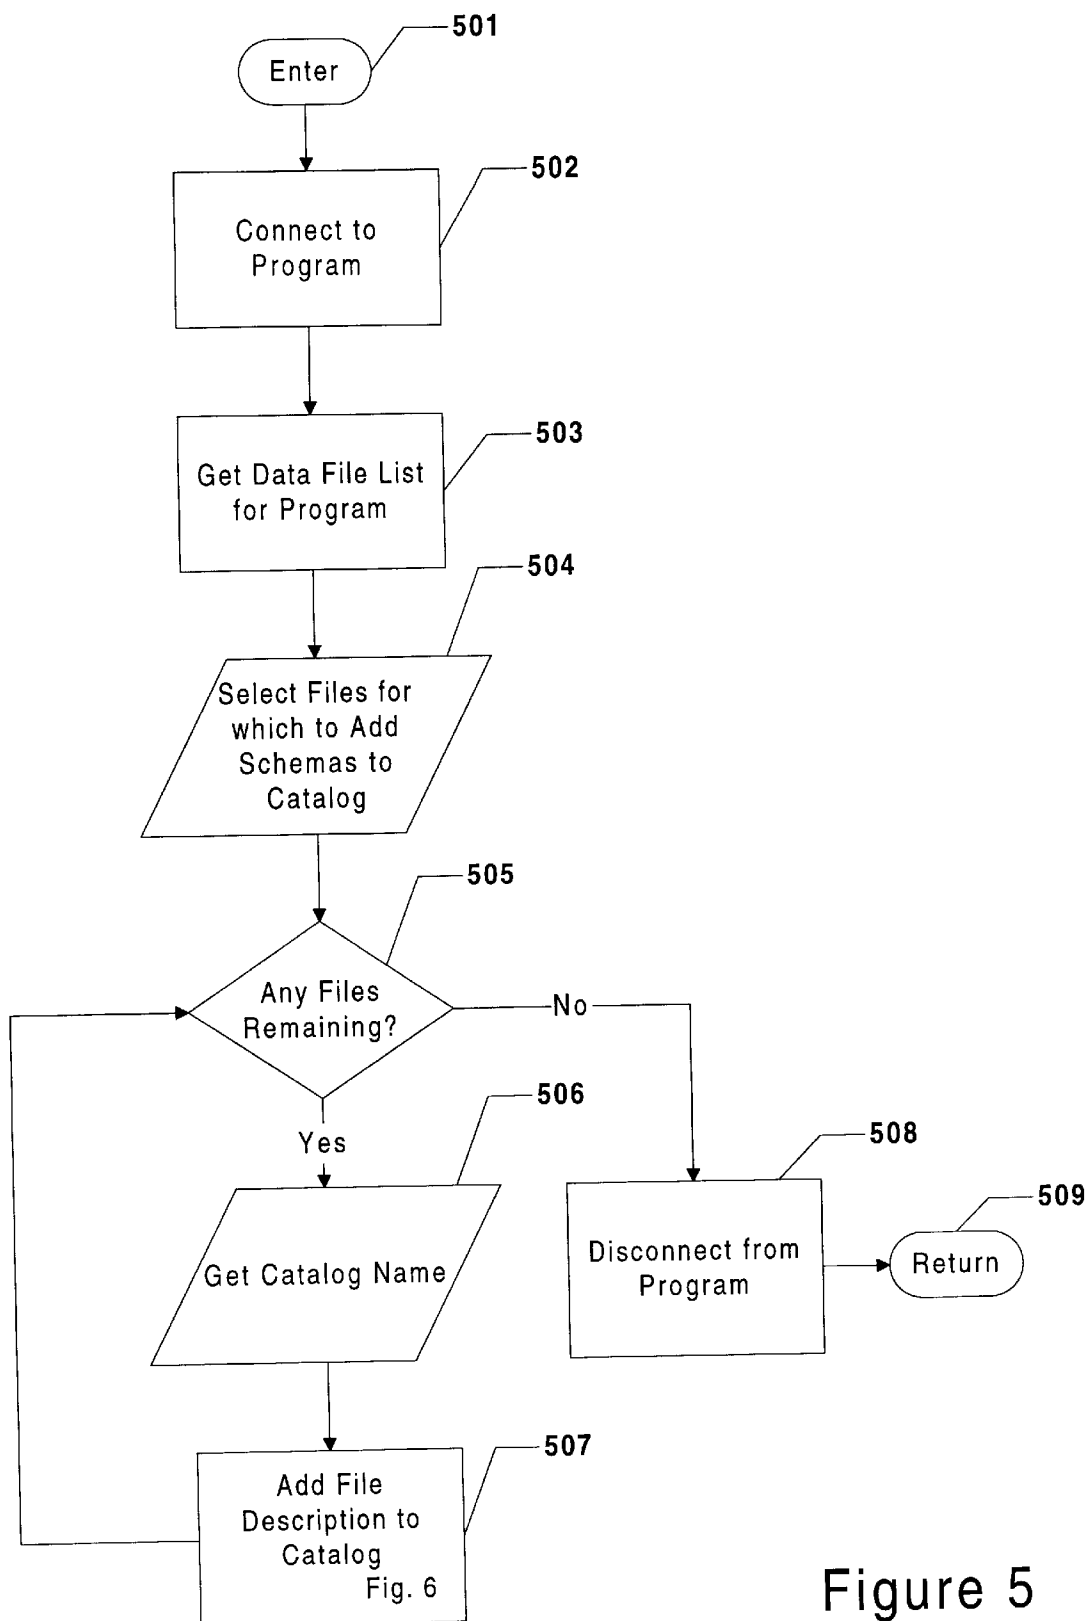 501
Enter
502
Connect to
Program
503
Get Data File List
for Program
504
Select Files for
which to Add
Schemas to
Catalog
505
Any Files
Remaining?
No
Yes
506
Get Catalog Name
508
Disconnect from
Program
509
Return
507
Add File
Description to
Catalog
Fig. 6
Figure 5